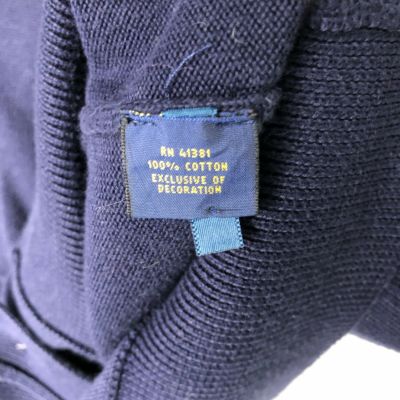 RN 41381
100% COTTON
EXCLUSIVE OF
DECORATION